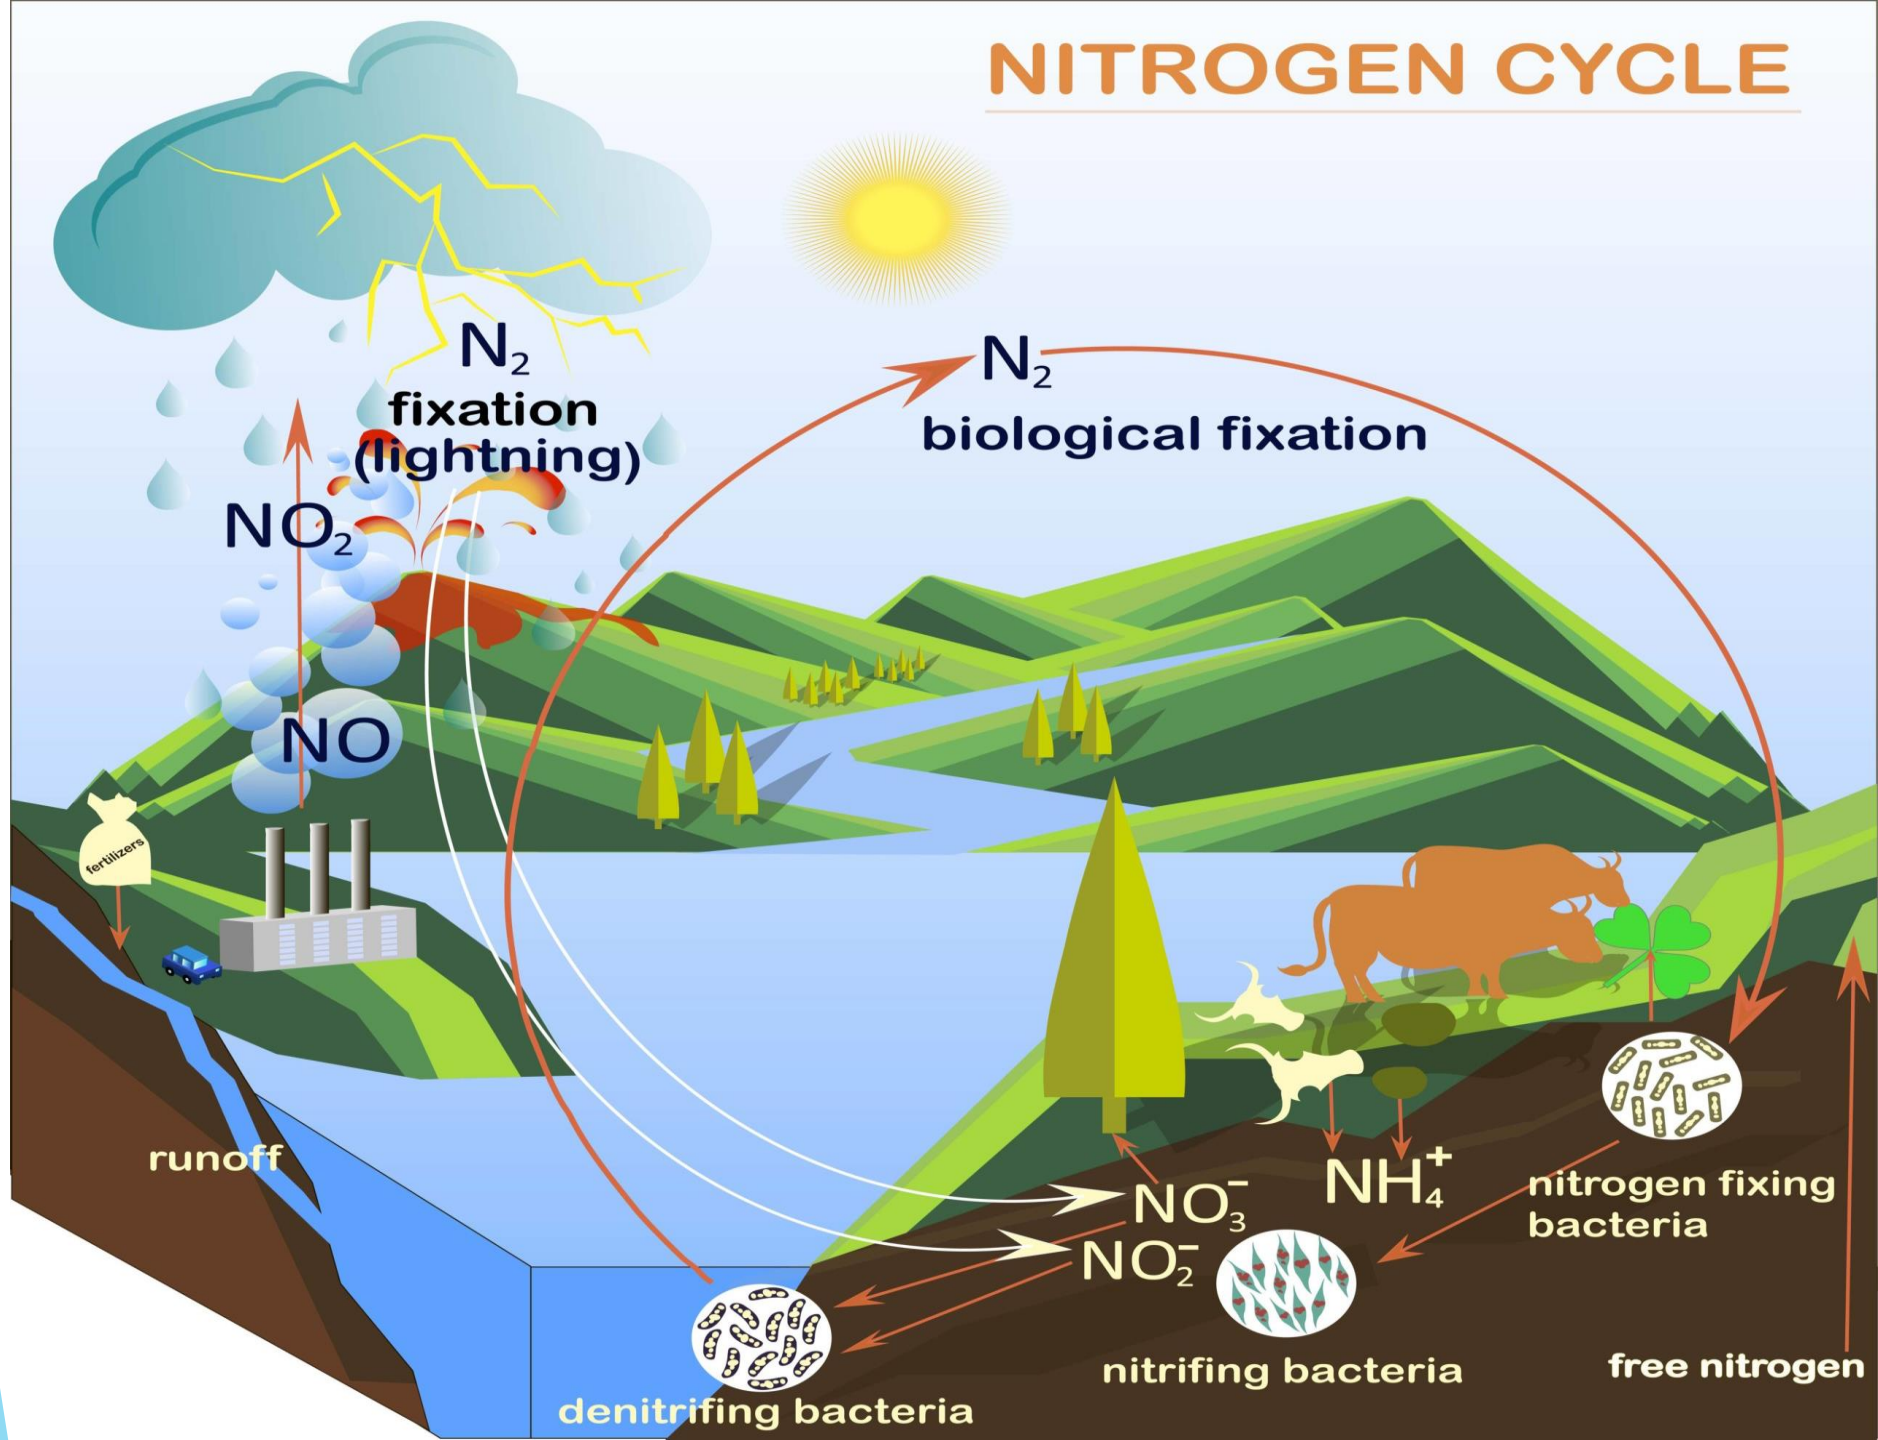 NITROGEN CYCLE
N₂
fixation
(lightning)
N₂
biological fixation
NO₂
NO
fertilizers
runoff
NH₄⁺
NO₃⁻
NO₂⁻
nitrogen fixing
bacteria
nitrifing bacteria
free nitrogen
denitrifing bacteria